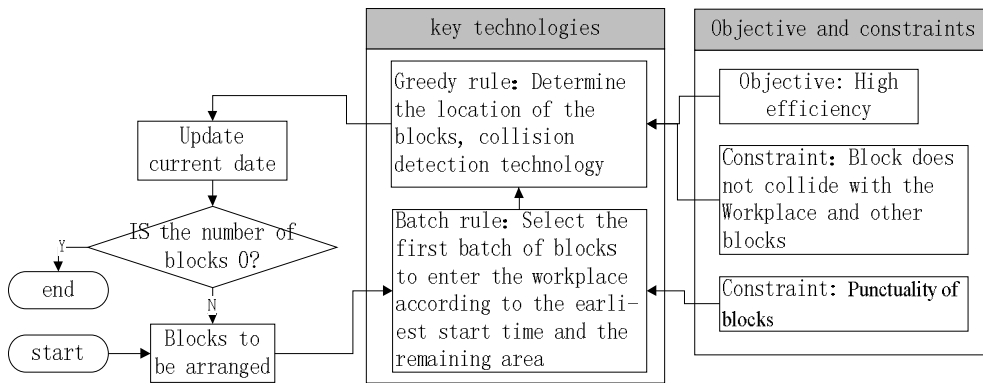 key technologies
Objective and constraints
Greedy rule: Determine
the location of the
blocks, collision
detection technology
Objective: High
efficiency
Update
current date
Constraint: Block does
not collide with the
Workplace and other
blocks
Batch rule: Select the
first batch of blocks
to enter the workplace
according to the earli-
est start time and the
remaining area
IS the number of
blocks 0?
Y
end
N
Constraint: Punctuality of
blocks
start
Blocks to
be arranged